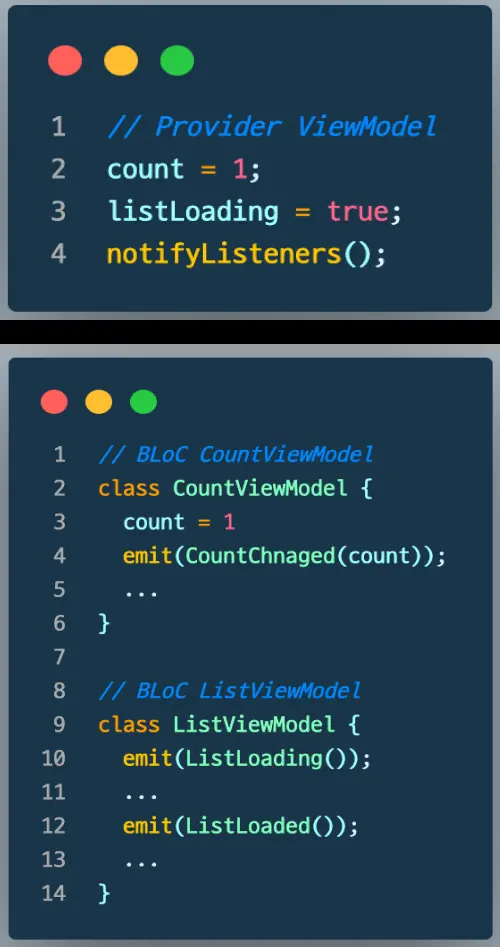 1 // Provider ViewModel
2 count = 1;
3 listLoading = true;
4 notifyListeners();
1 // BLoC CountViewModel
2 class CountViewModel {
3 count = 1
4 emit(CountChnaged(count));
5 ...
6 }
7
8 // BLoC ListViewModel
9 class ListViewModel {
10 emit(ListLoading());
11 ...
12 emit(ListLoaded());
13 ...
14 }